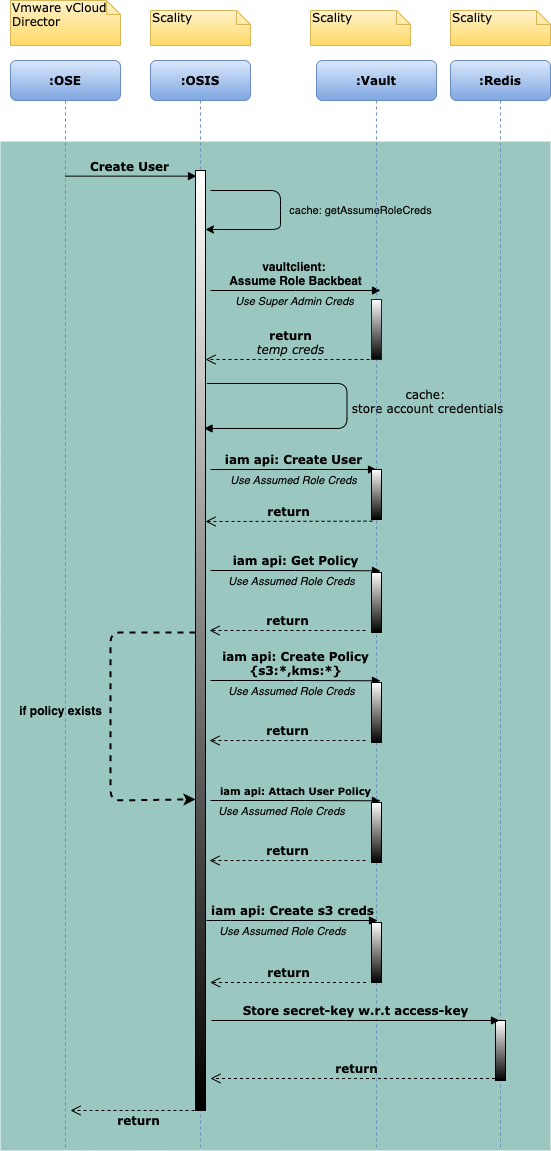 Vmware vCloud
Director
Scality
Scality
Scality
:OSE
:OSIS
:Vault
:Redis
Create User
cache: getAssumeRoleCreds
vaultclient:
Assume Role Backbeat
Use Super Admin Creds
return
temp creds
cache:
store account credentials
iam api: Create User
Use Assumed Role Creds
return
iam api: Get Policy
Use Assumed Role Creds
return
iam api: Create Policy
{s3:*,kms:*}
Use Assumed Role Creds
if policy exists
return
iam api: Attach User Policy
Use Assumed Role Creds
return
iam api: Create s3 creds
Use Assumed Role Creds
return
Store secret-key w.r.t access-key
return
return